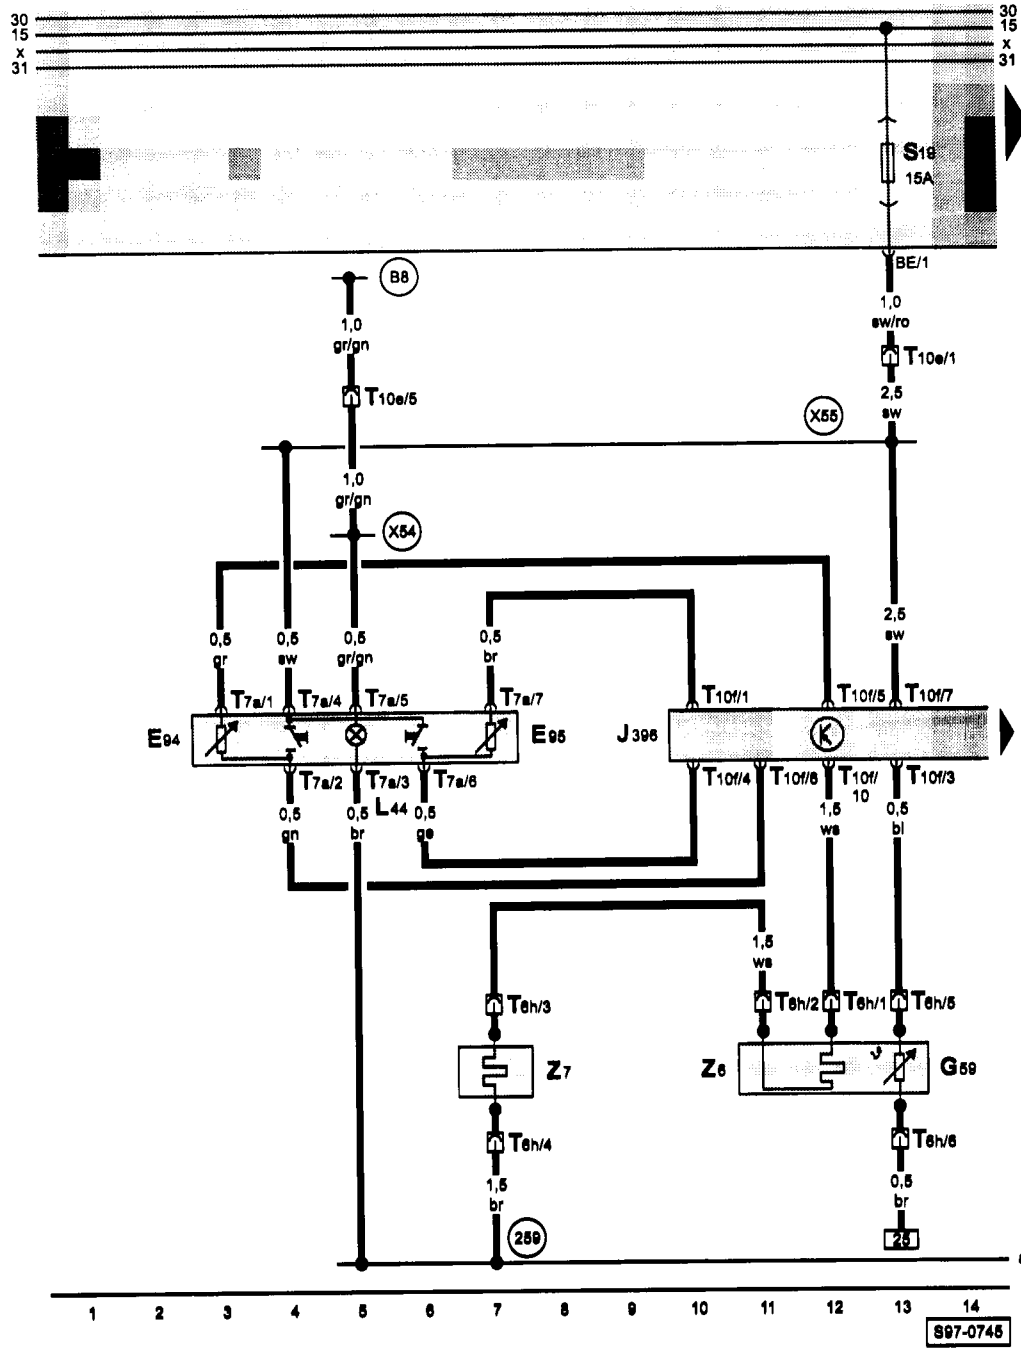 30 30
15 15
x x
31 31
S19
15A
BE/1
B8
1,0
gr/gn
1,0
sw/ro
T10e/5
T10e/1
2,5
sw
X55
1,0
gr/gn
X54
0,5
gr
0,5
sw
0,5
gr/gn
0,5
br
2,5
sw
T7a/1 T7a/4 T7a/5 T7a/7 T10f/1 T10f/5 T10f/7
E94 E95 J396
T7a/2 T7a/3 T7a/6 T10f/4 T10f/6 T10f/10 T10f/3
L44
0,5
gn
0,5
br
0,5
ge
1,5
ws
0,5
bl
1,5
ws
T6h/3 T6h/2 T6h/1 T6h/5
Z7 Z6 G59
T6h/4 T6h/6
1,5
br
0,5
br
259
25
1 2 3 4 5 6 7 8 9 10 11 12 13 14
S97-0745